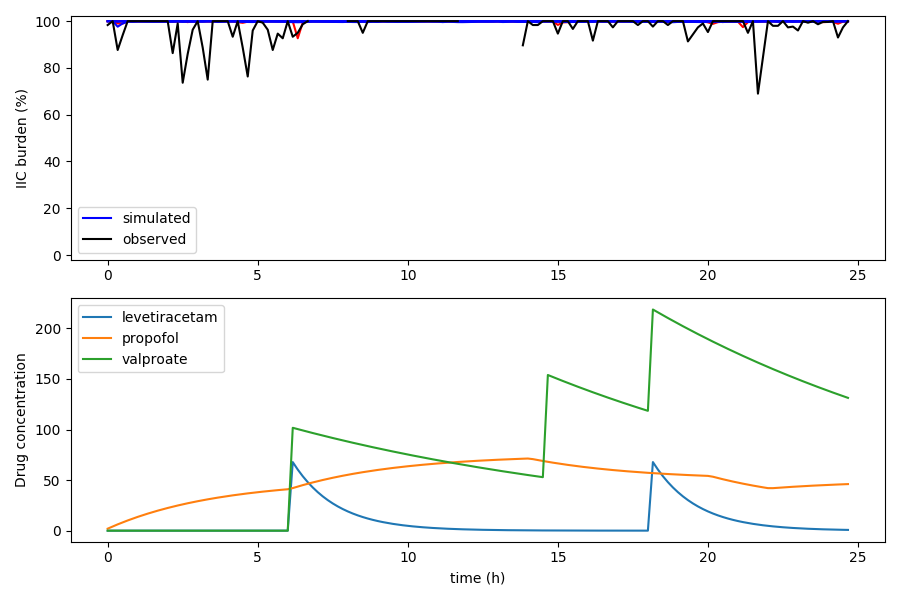 IIC burden (%)
100
80
60
40
20
0
simulated
observed
0 5 10 15 20 25
Drug concentration
200
150
100
50
0
levetiracetam
propofol
valproate
0 5 10 15 20 25
time (h)